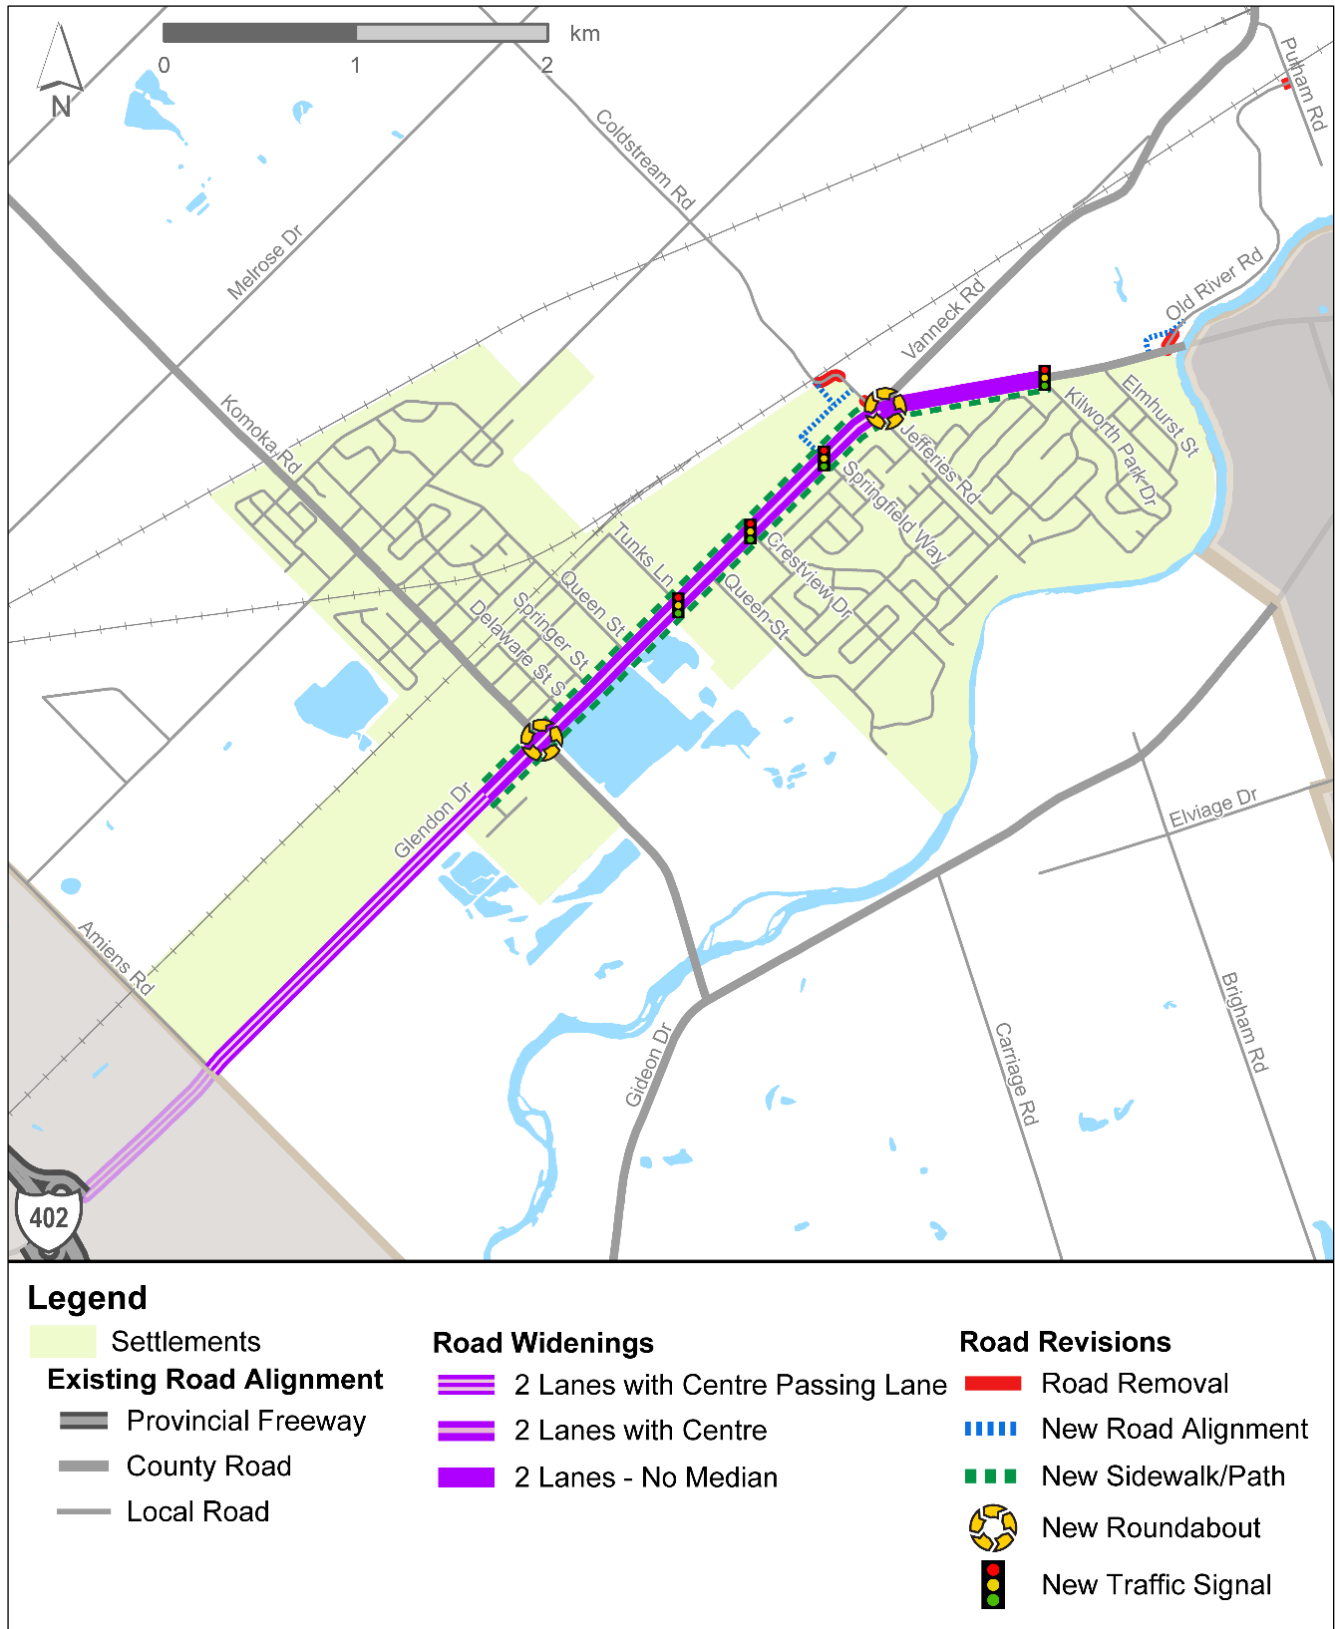 km
0 1 2
N
Pulham Rd
Coldstream Rd
Melrose Dr
Old River Rd
Vanneck Rd
Komoka Rd
Elmhurst St
Kilworth Park Dr
Jefferies Rd
Springfield Way
Tunks Ln
Crestview Dr
Queen St
Queen St
Springer St
Delaware St S
Glendon Dr
Elviage Dr
Amiens Rd
Gideon Dr
Carriage Rd
Brigham Rd
402
Legend
Settlements
Existing Road Alignment
Provincial Freeway
County Road
Local Road
Road Widenings
2 Lanes with Centre Passing Lane
2 Lanes with Centre
2 Lanes - No Median
Road Revisions
Road Removal
New Road Alignment
New Sidewalk/Path
New Roundabout
New Traffic Signal